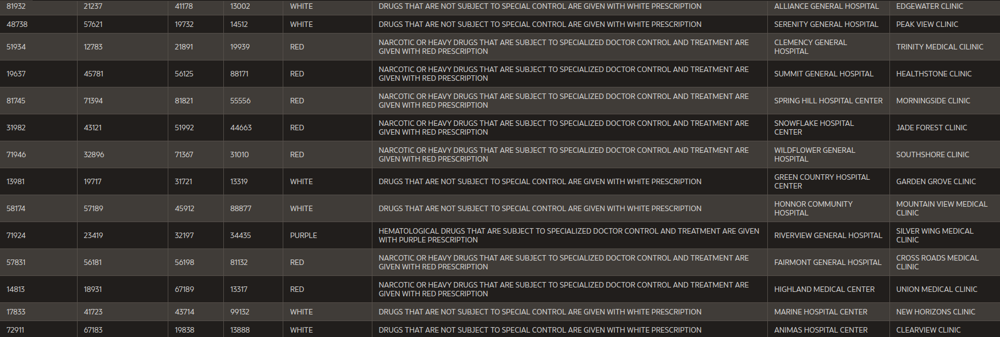 81932 21237 41178 13002 WHITE DRUGS THAT ARE NOT SUBJECT TO SPECIAL CONTROL ARE GIVEN WITH WHITE PRESCRIPTION ALLIANCE GENERAL HOSPITAL EDGEWATER CLINIC
48738 57621 19732 14512 WHITE DRUGS THAT ARE NOT SUBJECT TO SPECIAL CONTROL ARE GIVEN WITH WHITE PRESCRIPTION SERENITY GENERAL HOSPITAL PEAK VIEW CLINIC
51934 12783 21891 19939 RED NARCOTIC OR HEAVY DRUGS THAT ARE SUBJECT TO SPECIALIZED DOCTOR CONTROL AND TREATMENT ARE
GIVEN WITH RED PRESCRIPTION
CLEMENCY GENERAL
HOSPITAL
TRINITY MEDICAL CILINIC
19637 45781 56125 88171 RED NARCOTIC OR HEAVY DRUGS THAT ARE SUBJECT TO SPECIALIZED DOCTOR CONTROL AND TREATMENT ARE
GIVEN WITH RED PRESCRIPTION
SUMMIT GENERAL HOSPITAL HEALTHSTONE CLINIC
81745 71394 81821 55556 RED NARCOTIC OR HEAVY DRUGS THAT ARE SUBJECT TO SPECIALIZED DOCTOR CONTROL AND TREATMENT ARE
GIVEN WITH RED PRESCRIPTION
SPRING HILL HOSPITAL CENTER MORNINGSIDE CLINIC
31982 43121 51992 44663 RED NARCOTIC OR HEAVY DRUGS THAT ARE SUBJECT TO SPECIALIZED DOCTOR CONTROL AND TREATMENT ARE
GIVEN WITH RED PRESCRIPTION
SNOWFLAKE HOSPITAL
CENTER
JADE FOREST CLINIC
71946 32896 71367 31010 RED NARCOTIC OR HEAVY DRUGS THAT ARE SUBJECT TO SPECIALIZED DOCTOR CONTROL AND TREATMENT ARE
GIVEN WITH RED PRESCRIPTION
WILDFLOWER GENERAL
HOSPITAL
SOUTHSHORE CLINIC
13981 19717 31721 13319 WHITE DRUGS THAT ARE NOT SUBJECT TO SPECIAL CONTROL ARE GIVEN WITH WHITE PRESCRIPTION
GREEN COUNTRY HOSPITAL
CENTER
GARDEN GROVE CLINIC
58174 57189 45912 88877 WHITE DRUGS THAT ARE NOT SUBJECT TO SPECIAL CONTROL ARE GIVEN WITH WHITE PRESCRIPTION
HONNOR COMMUNITY
HOSPITAL
MOUNTAIN VIEW MEDICAL
CLINIC
71924 23419 32197 34435 PURPLE HEMATOLOGICAL DRUGS THAT ARE SUBJECT TO SPECIALIZED DOCTOR CONTROL AND TREATMENT ARE GIVEN
WITH PURPLE PRESCRIPTION
RIVERVIEW GENERAL HOSPITAL
SILVER WING MEDICAL
CLINIC
57831 56181 56198 81132 RED NARCOTIC OR HEAVY DRUGS THAT ARE SUBJECT TO SPECIALIZED DOCTOR CONTROL AND TREATMENT ARE
GIVEN WITH RED PRESCRIPTION
FAIRMONT GENERAL HOSPITAL
CROSS ROADS MEDICAL
CLINIC
14813 18931 67189 13317 RED NARCOTIC OR HEAVY DRUGS THAT ARE SUBJECT TO SPECIALIZED DOCTOR CONTROL AND TREATMENT ARE
GIVEN WITH RED PRESCRIPTION
HIGHLAND MEDICAL CENTER UNION MEDICAL CLINIC
17833 41723 43714 99132 WHITE DRUGS THAT ARE NOT SUBJECT TO SPECIAL CONTROL ARE GIVEN WITH WHITE PRESCRIPTION MARINE HOSPITAL CENTER NEW HORIZONS CLINIC
72911 67183 19838 13888 WHITE DRUGS THAT ARE NOT SUBJECT TO SPECIAL CONTROL ARE GIVEN WITH WHITE PRESCRIPTION ANIMAS HOSPITAL CENTER CLEARVIEW CLINIC